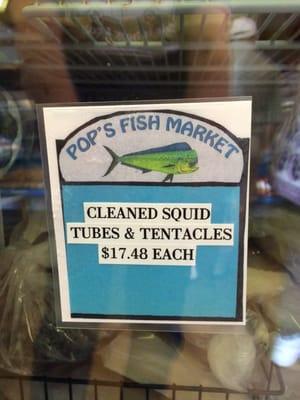 POP'S FISH MARKET
CLEANED SQUID
TUBES & TENTACLES
$17.48 EACH